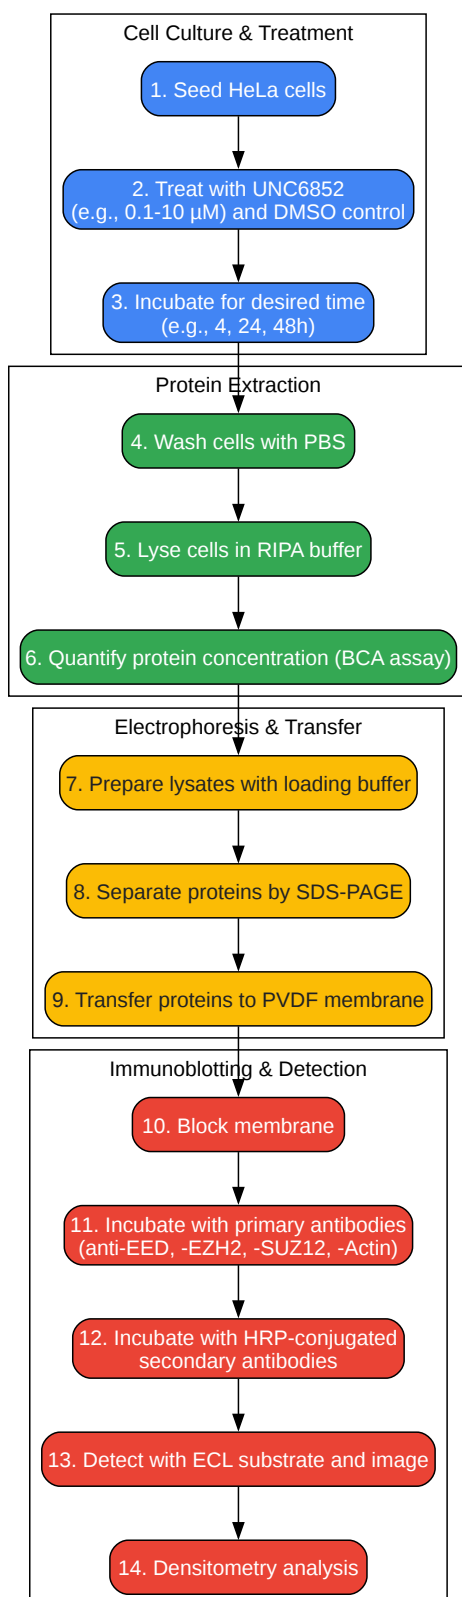 Cell Culture & Treatment
1. Seed HeLa cells
2. Treat with UNC6852
(e.g., 0.1-10 µM) and DMSO control
3. Incubate for desired time
(e.g., 4, 24, 48h)
Protein Extraction
4. Wash cells with PBS
5. Lyse cells in RIPA buffer
6. Quantify protein concentration (BCA assay)
Electrophoresis & Transfer
7. Prepare lysates with loading buffer
8. Separate proteins by SDS-PAGE
9. Transfer proteins to PVDF membrane
Immunoblotting & Detection
10. Block membrane
11. Incubate with primary antibodies
(anti-EED, -EZH2, -SUZ12, -Actin)
12. Incubate with HRP-conjugated
secondary antibodies
13. Detect with ECL substrate and image
14. Densitometry analysis